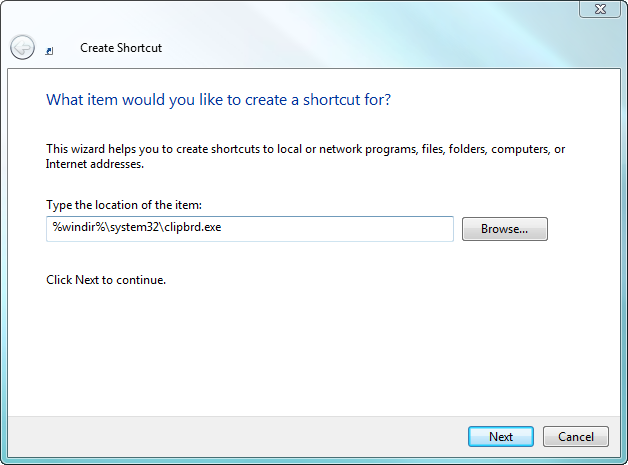 Create Shortcut
What item would you like to create a shortcut for?
This wizard helps you to create shortcuts to local or network programs, files, folders, computers, or
Internet addresses.
Type the location of the item:
%windir%\system32\clipbrd.exe
Browse...
Click Next to continue.
Next
Cancel